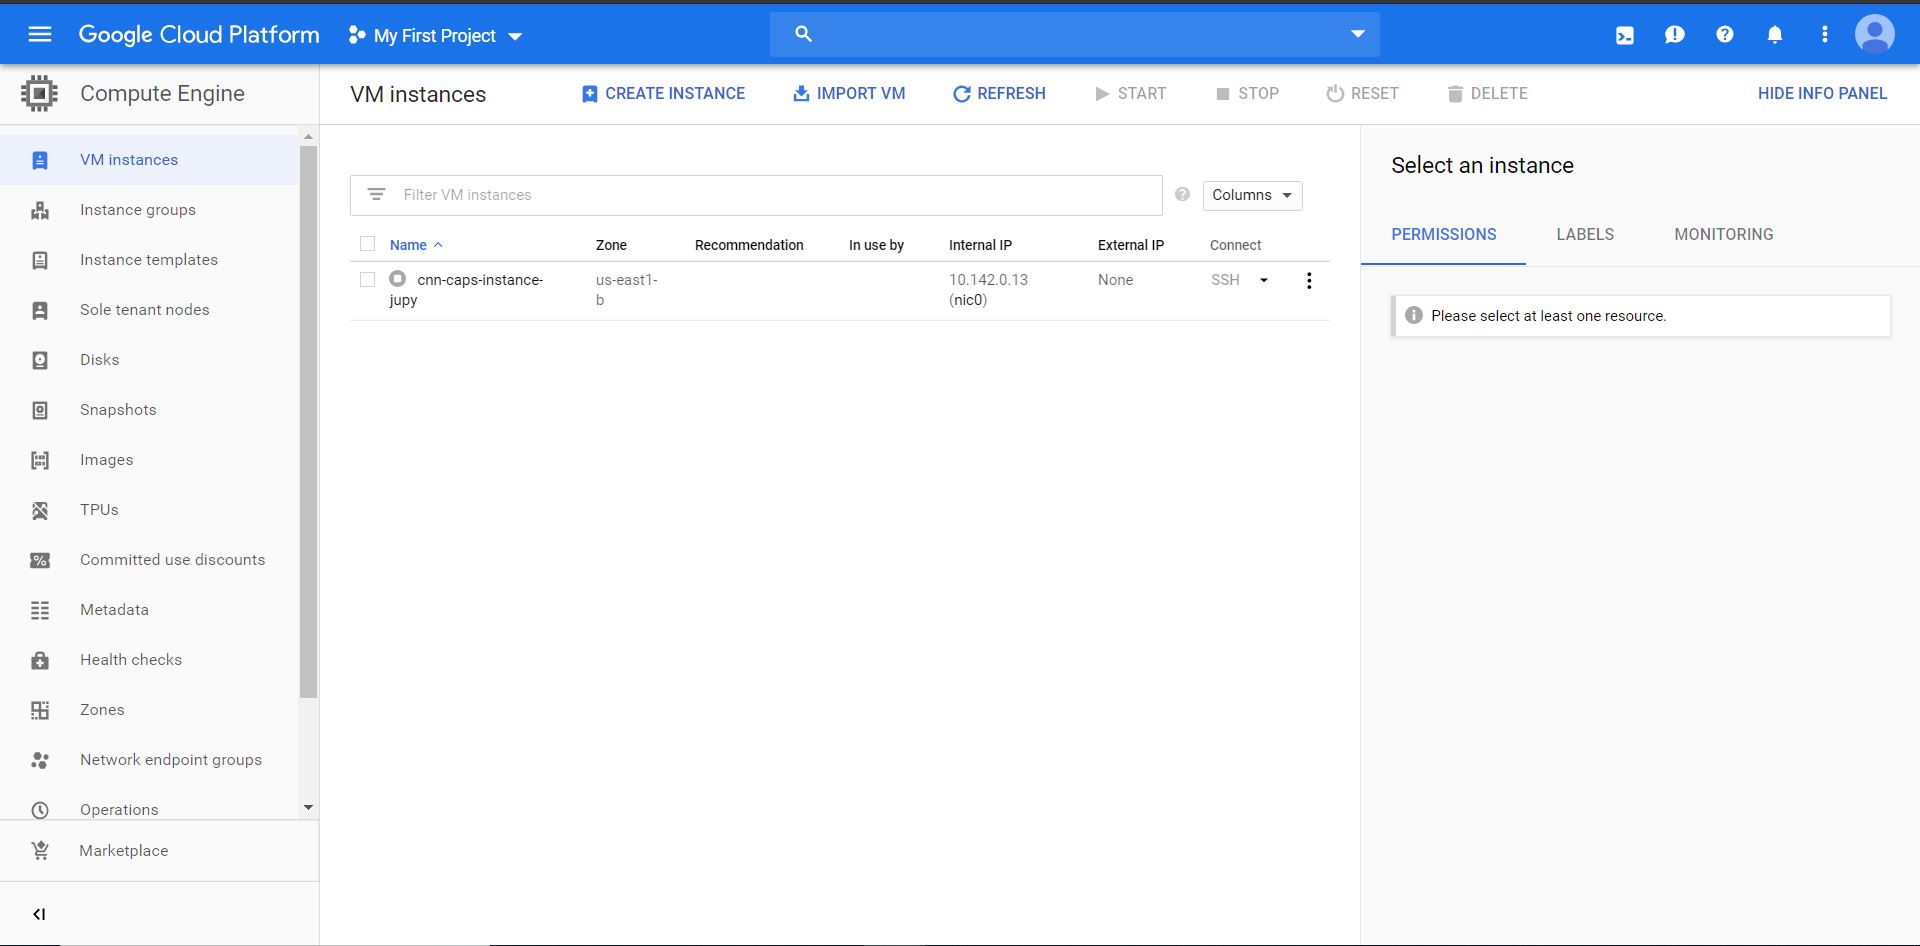 Google Cloud Platform
My First Project
Compute Engine
VM instances
CREATE INSTANCE
IMPORT VM
REFRESH
START
STOP
RESET
DELETE
HIDE INFO PANEL
VM instances
Instance groups
Instance templates
Sole tenant nodes
Disks
Snapshots
Images
TPUs
Committed use discounts
Metadata
Health checks
Zones
Network endpoint groups
Operations
Marketplace
Filter VM instances
Columns
Name Zone Recommendation In use by Internal IP External IP Connect
cnn-caps-instance- us-east1- 10.142.0.13 None SSH
jupy b (nic0)
Select an instance
PERMISSIONS LABELS MONITORING
Please select at least one resource.